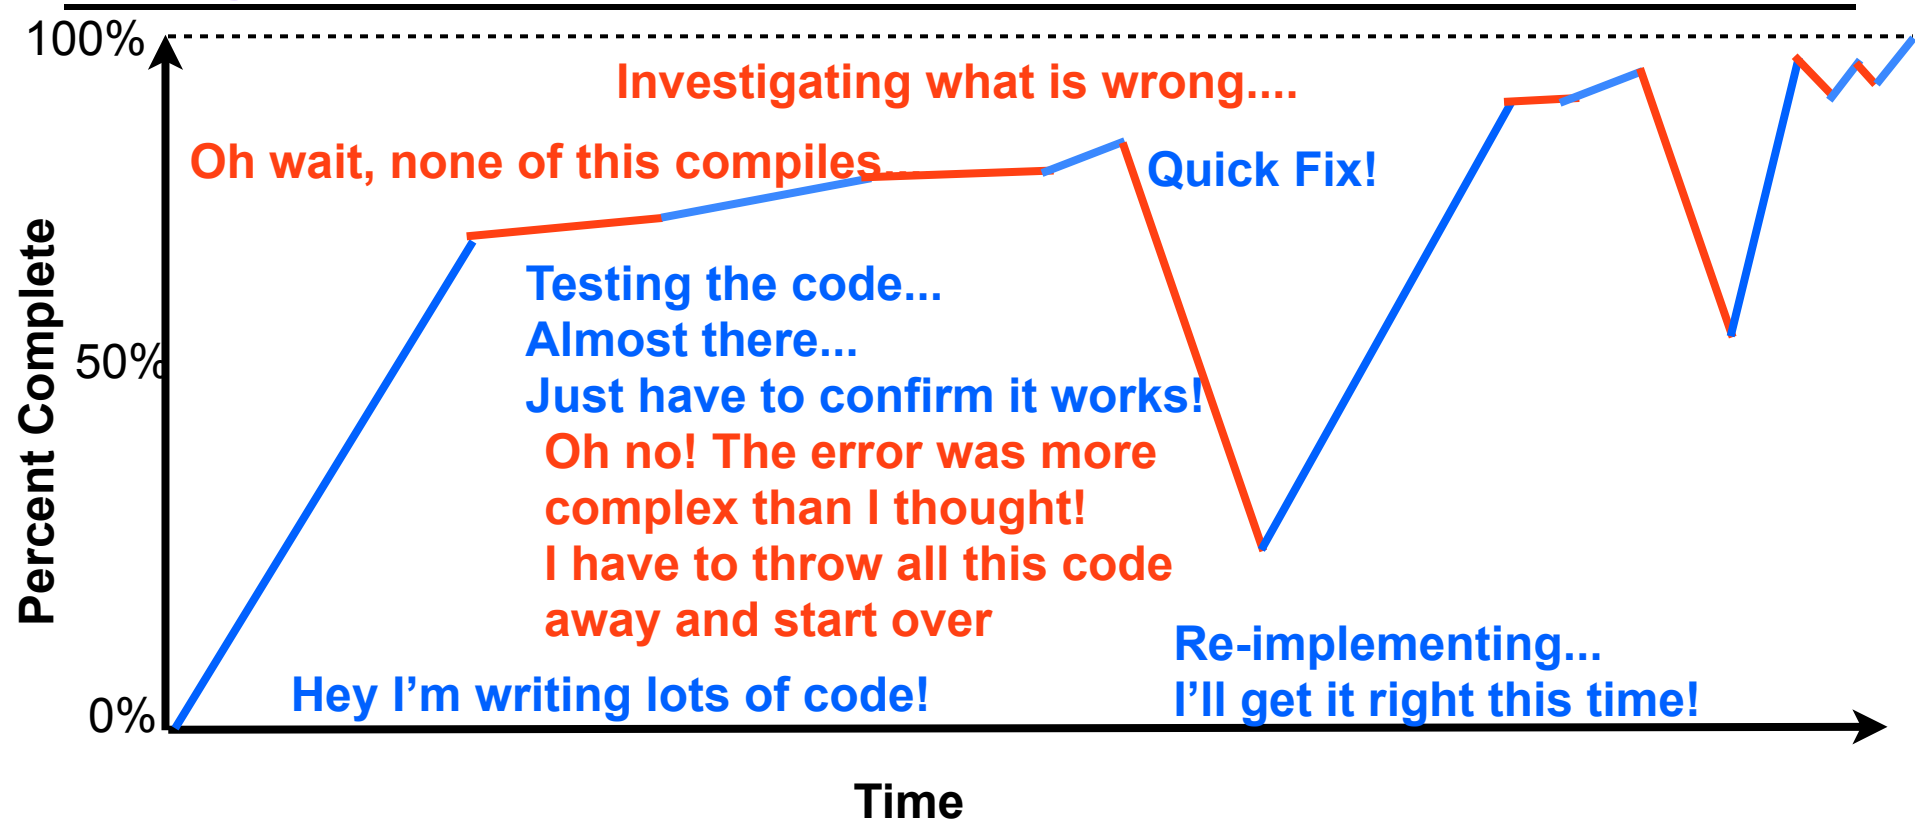 100%
Investigating what is wrong....
Oh wait, none of this compiles...
Quick Fix!
Testing the code...
Almost there...
Just have to confirm it works!
50%
Percent Complete
Oh no! The error was more
complex than I thought!
I have to throw all this code
away and start over
Re-implementing...
I’ll get it right this time!
Hey I’m writing lots of code!
0%
Time